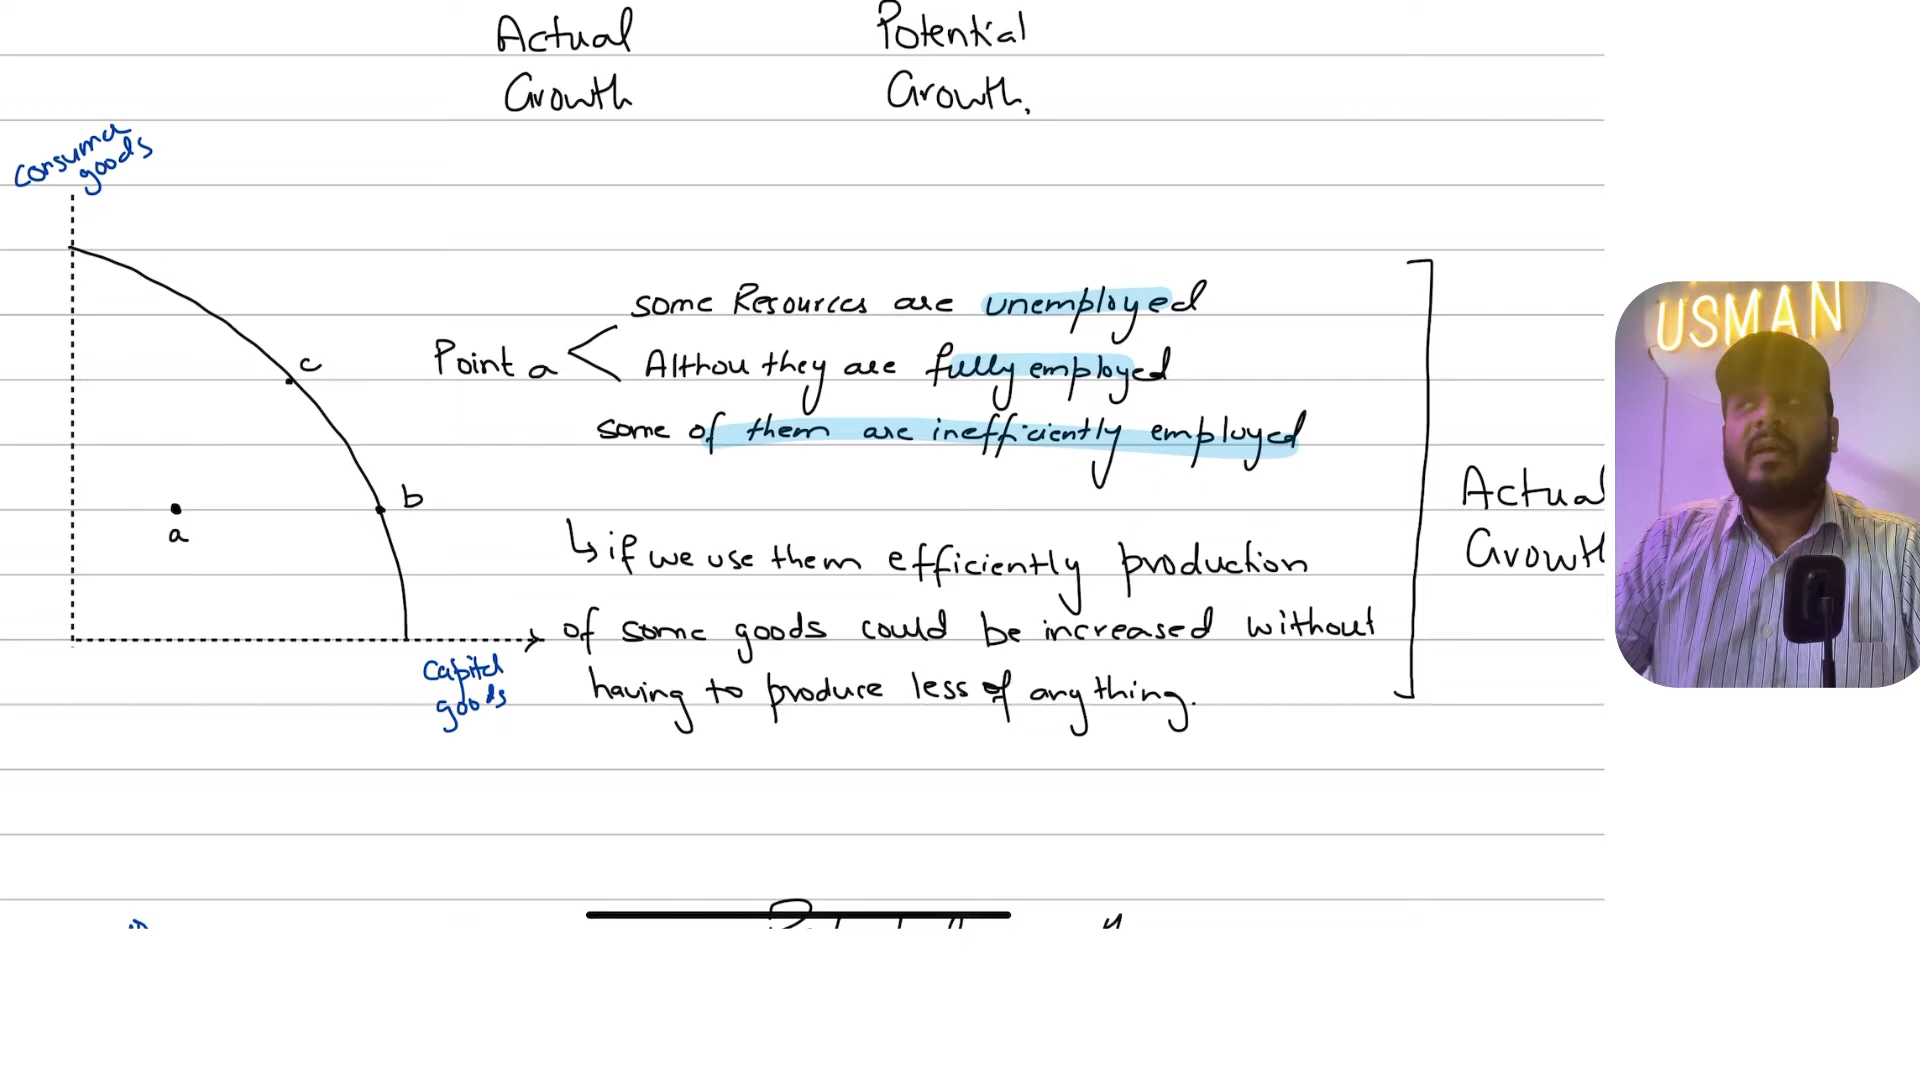 Actual Potential
Growth Growth.
consumer
goods
some Resources are unemployed
c
Point a
Althou they are fully employed
some of them are inefficiently employed
b
a
Actual
Growth
↳ if we use them efficiently production
of some goods could be increased without
having to produce less of anything.
capital
goods
USMAN